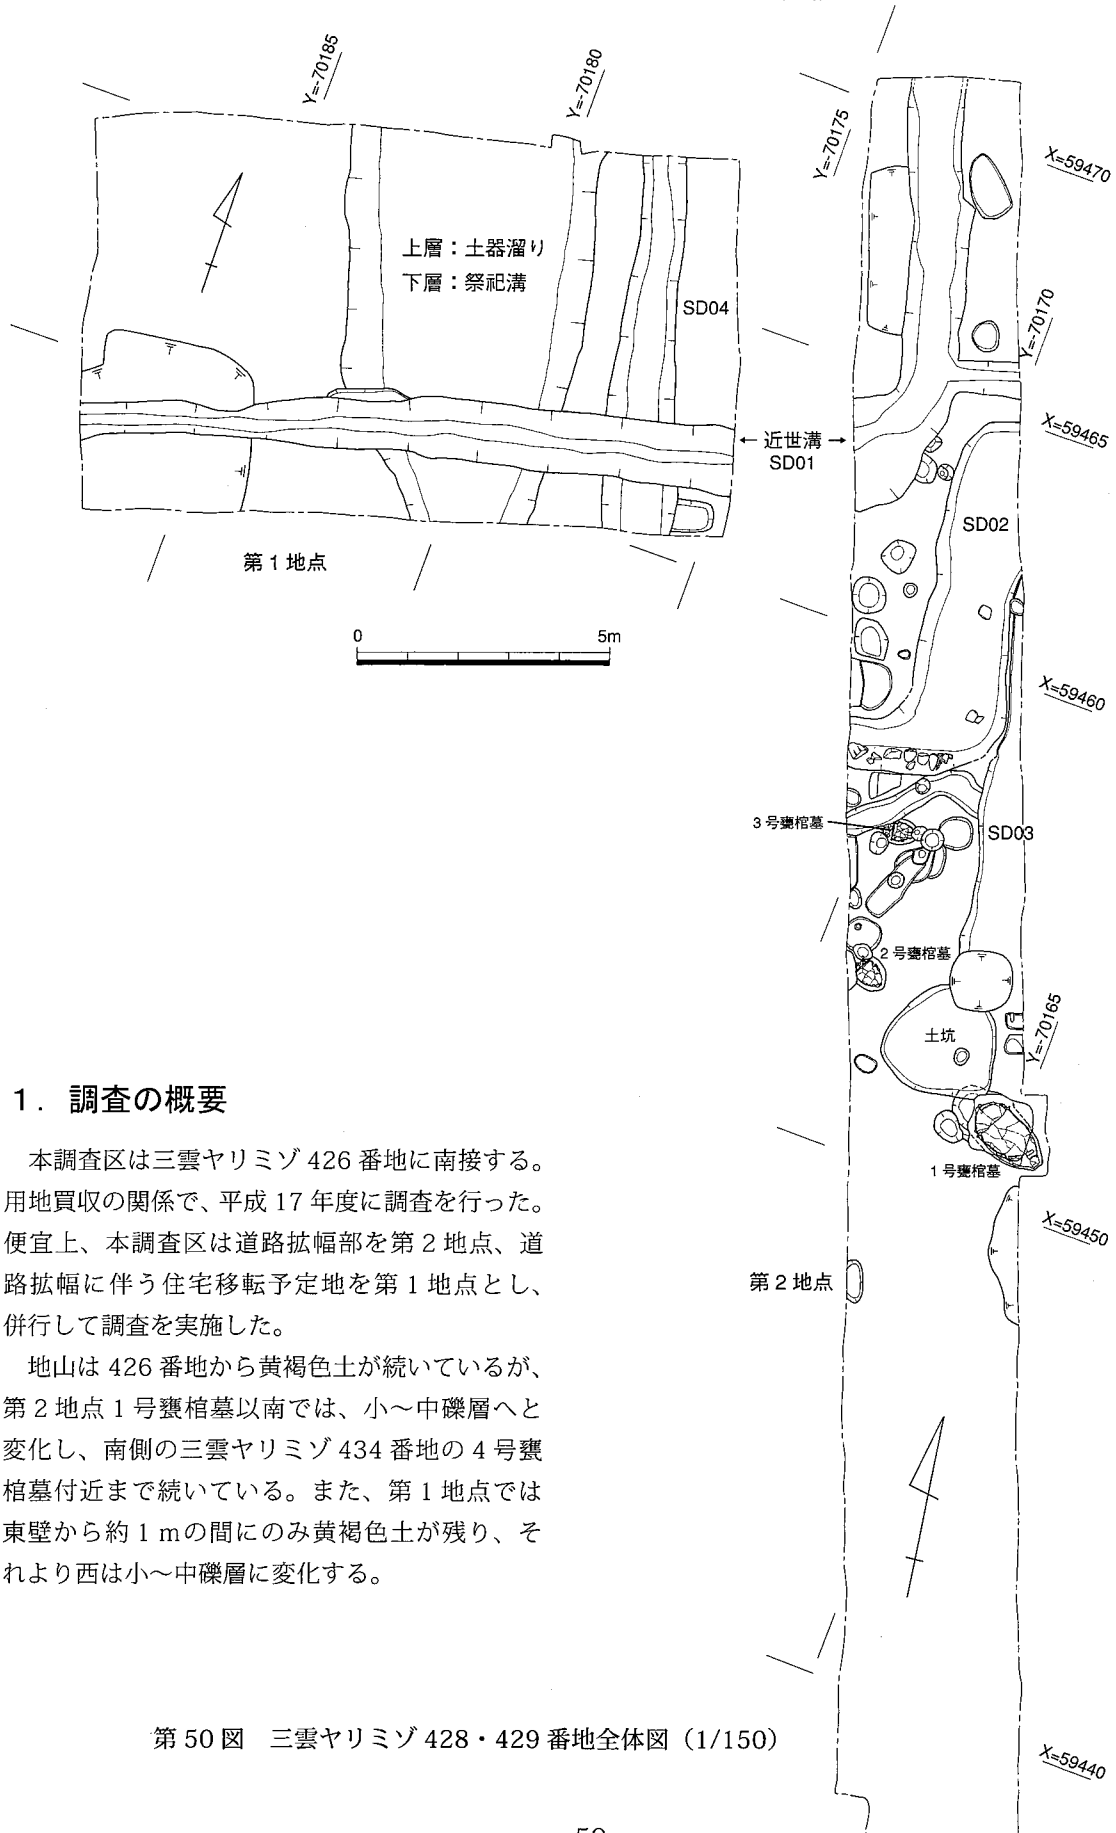 Y=-70185
Y=-70180
Y=-70175
X=59470
上層：土器溜り
下層：祭祀溝
SD04
Y=-70170
X=59465
← 近世溝 →
SD01
SD02
第1地点
0 5m
X=59460
3号甕棺墓
SD03
2号甕棺墓
Y=-70165
土坑
1号甕棺墓
X=59450
第2地点
1．調査の概要
本調査区は三雲ヤリミゾ426番地に南接する。
用地買収の関係で、平成17年度に調査を行った。
便宜上、本調査区は道路拡幅部を第2地点、道
路拡幅に伴う住宅移転予定地を第1地点とし、
併行して調査を実施した。
地山は426番地から黄褐色土が続いているが、
第2地点1号甕棺墓以南では、小～中礫層へと
変化し、南側の三雲ヤリミゾ434番地の4号甕
棺墓付近まで続いている。また、第1地点では
東壁から約1mの間にのみ黄褐色土が残り、そ
れより西は小～中礫層に変化する。
第50図　三雲ヤリミゾ428・429番地全体図（1/150）
X=59440